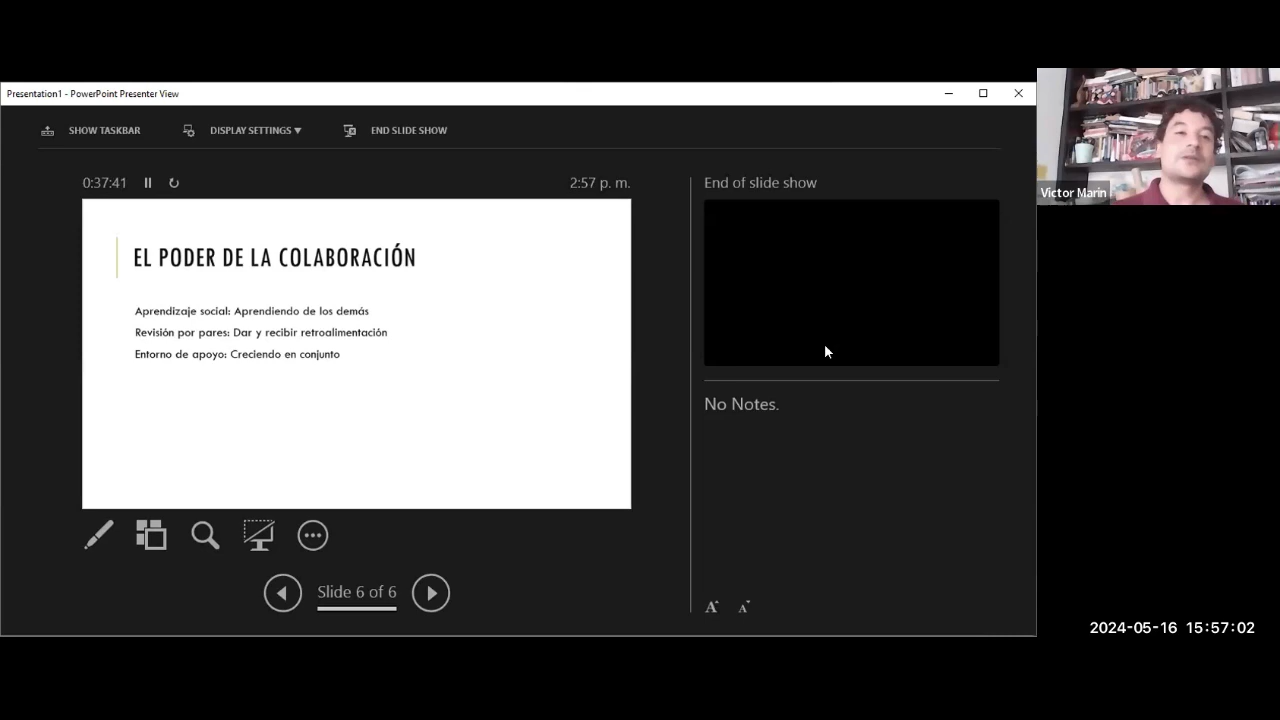 Presentation1 - PowerPoint Presenter View
SHOW TASKBAR
DISPLAY SETTINGS ▼
END SLIDE SHOW
0:37:41
2:57 p. m.
EL PODER DE LA COLABORACIÓN
Aprendizaje social: Aprendiendo de los demás
Revisión por pares: Dar y recibir retroalimentación
Entorno de apoyo: Creciendo en conjunto
Slide 6 of 6
End of slide show
No Notes.
A A
Victor Marin
2024-05-16 15:57:02